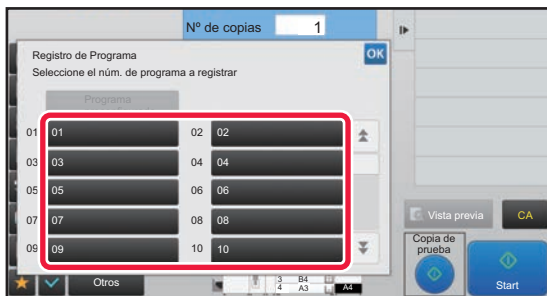 Nº de copias 1
OK
Registro de Programa
Seleccione el núm. de programa a registrar
Programa
01 01 02 02
03 03 04 04
05 05 06 06
07 07 08 08
09 09 10 10
Vista previa CA
Copia de
prueba
Start
Otros
3 B4
4 A3 A4